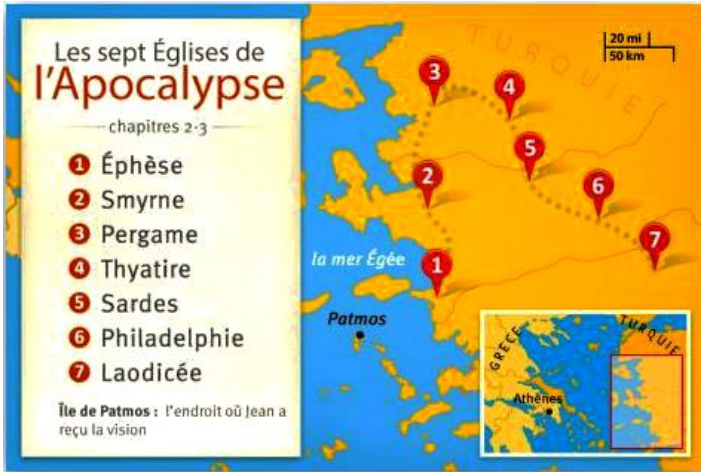 Les sept Églises de
l'Apocalypse
chapitres 2-3
1 Éphèse
2 Smyrne
3 Pergame
4 Thyatire
5 Sardes
6 Philadelphie
7 Laodicée
Île de Patmos : l'endroit où Jean a
reçu la vision
TURQUIE
20 mi
50 km
3
4
5
2
6
7
la mer Égée
1
Patmos
GRÈCE
TURQUIE
Athènes